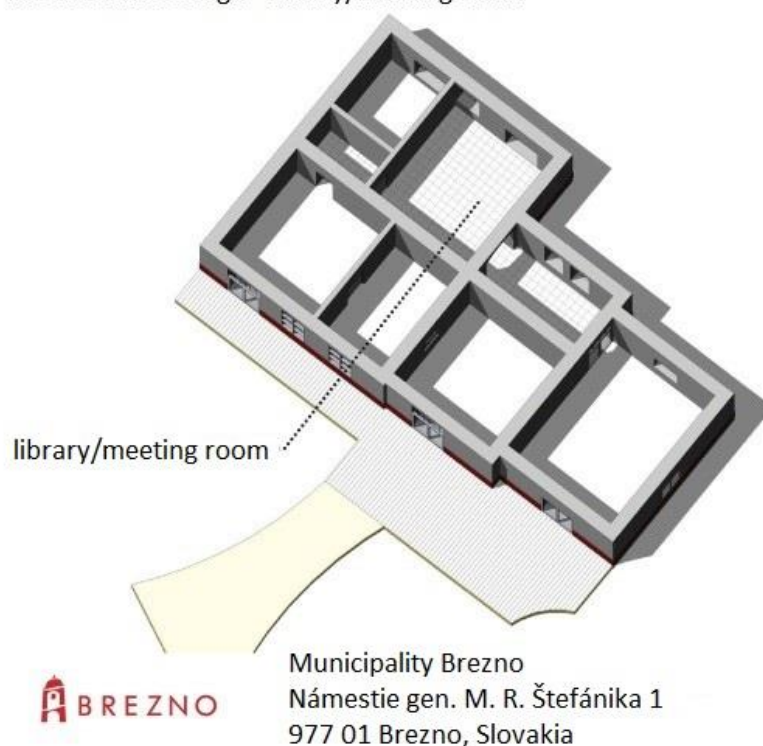 library/meeting room
BREZNO
Municipality Brezno
Námestie gen. M. R. Štefánika 1
977 01 Brezno, Slovakia